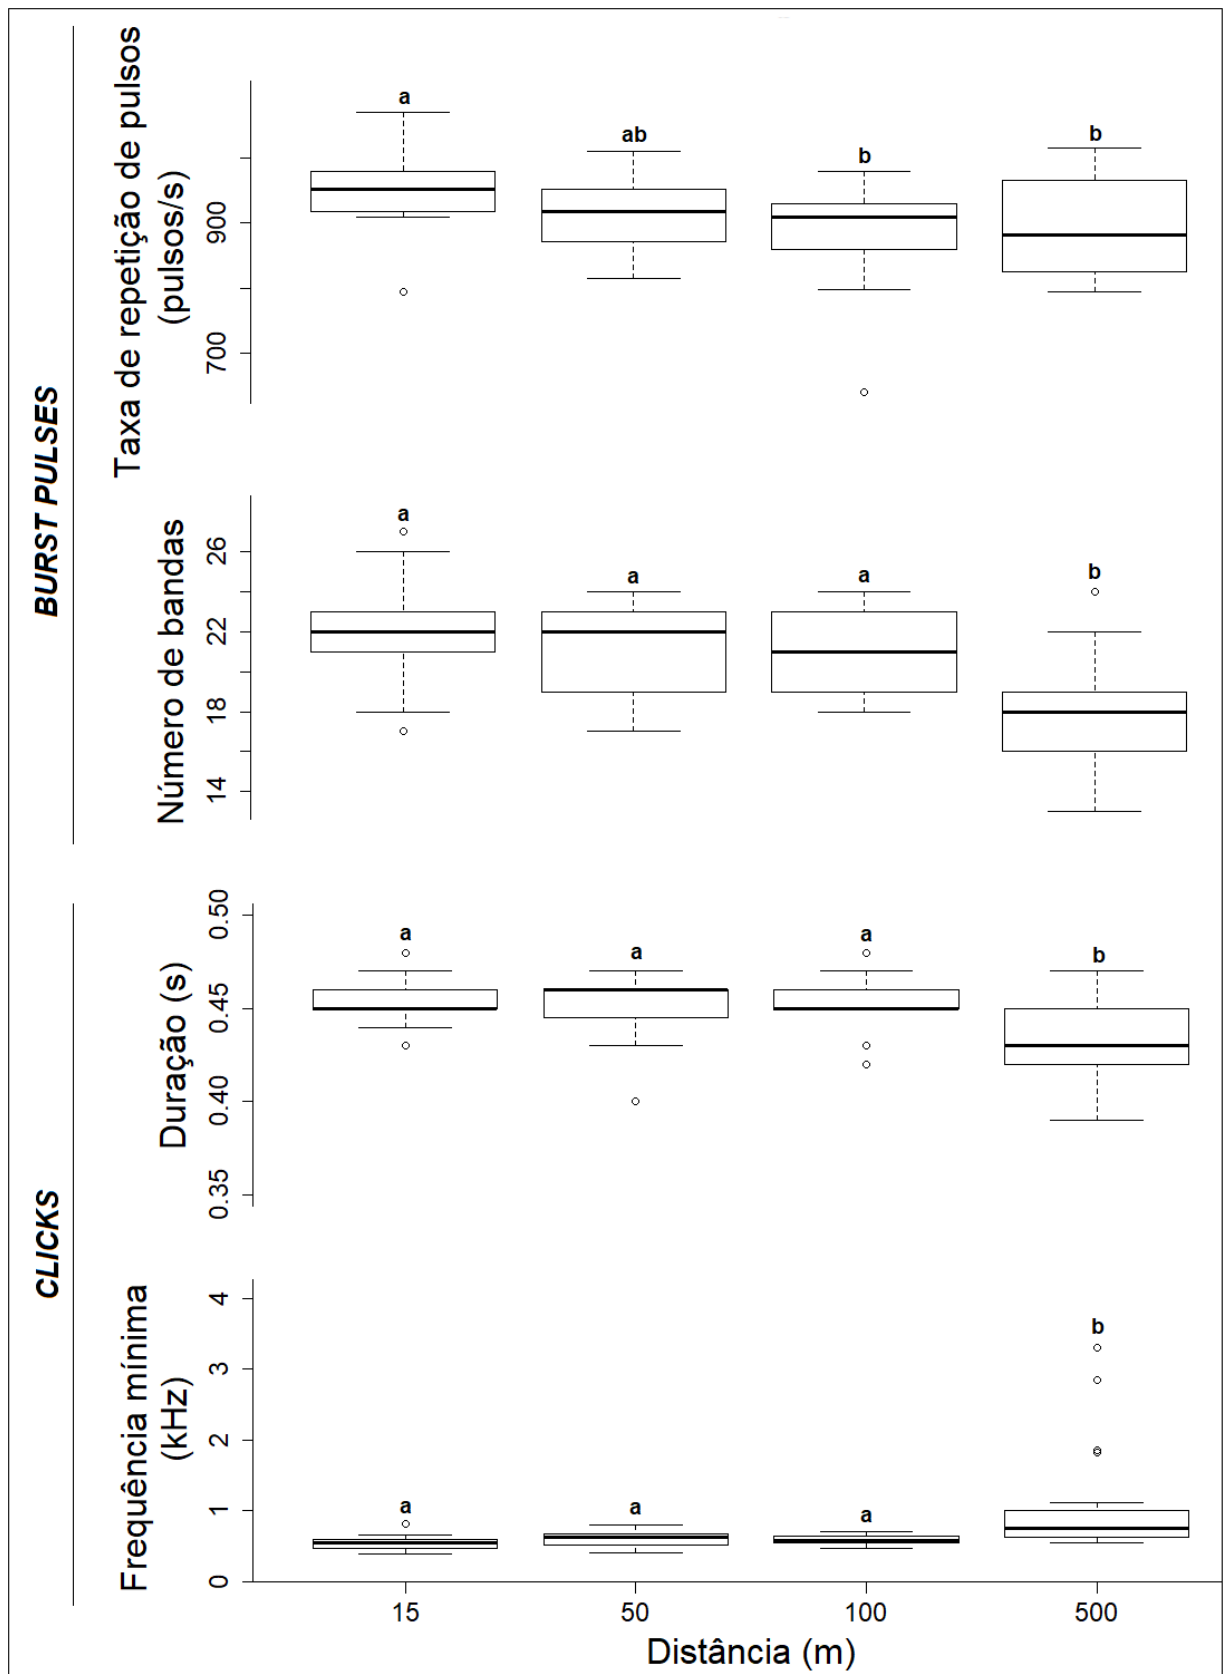 BURST PULSES
Taxa de repetição de pulsos
(pulsos/s)
900
700
a
ab
b
b
Número de bandas
26
22
18
14
a
a
a
b
CLICKS
Duração (s)
0.50
0.45
0.40
0.35
a
a
a
b
Frequência mínima
(kHz)
4
3
2
1
0
a
a
a
b
15
50
100
500
Distância (m)